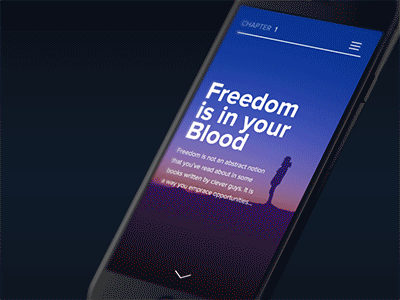 CHAPTER 1
Freedom
is in your
Blood
Freedom is not an abstract notion
that you've read about in some
books written by clever guys. It is
a way you embrace opportunities...